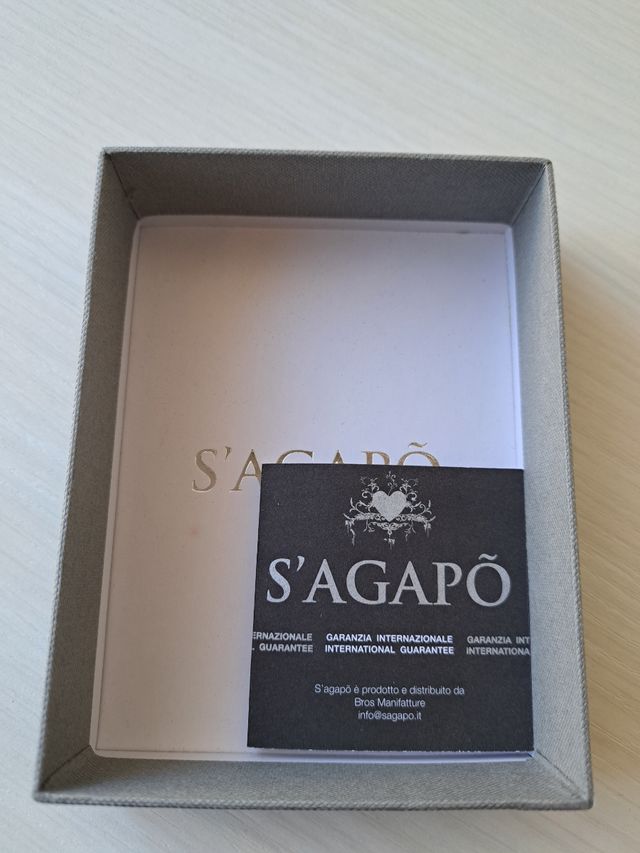 S'AGAPÕ
S'AGAPÕ
ERNAZIONALE GARANZIA INTERNAZIONALE GARANZIA INT
L GUARANTEE INTERNATIONAL GUARANTEE INTERNATIONA
S'agapõ è prodotto e distribuito da
Bros Manifatture
info@sagapo.it